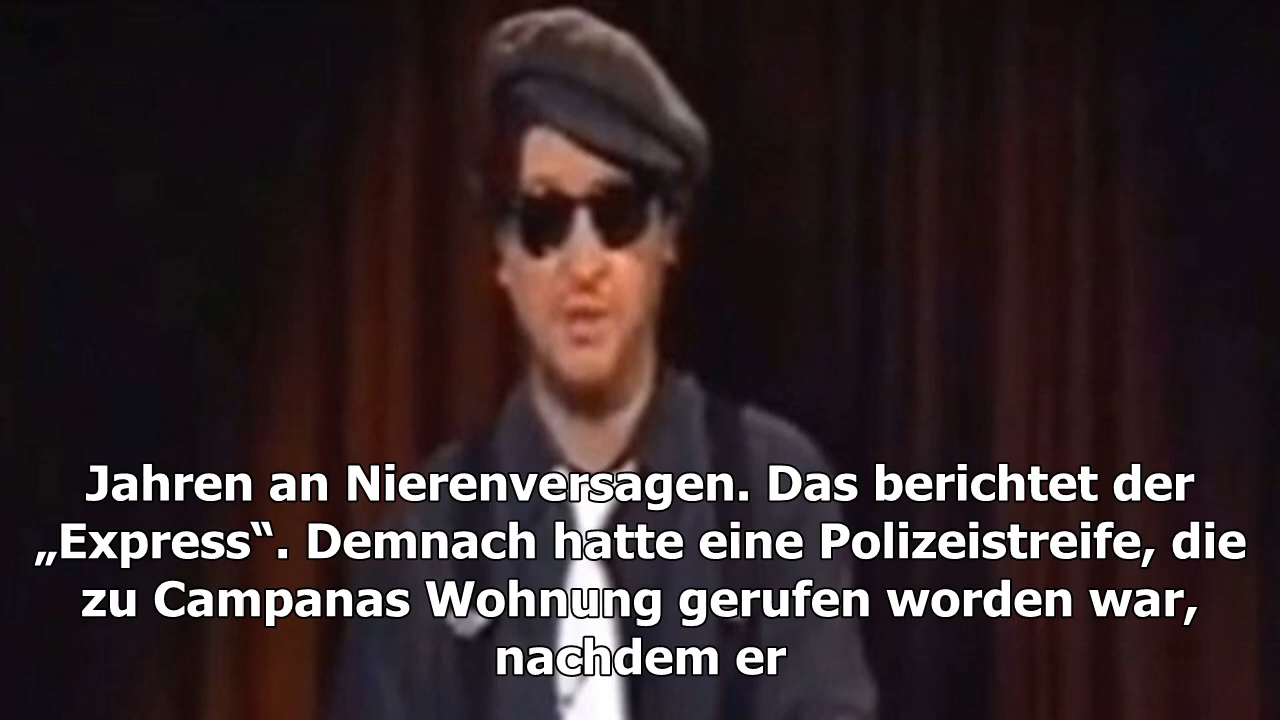 Jahren an Nierenversagen. Das berichtet der
„Express“. Demnach hatte eine Polizeistreife, die
zu Campanas Wohnung gerufen worden war,
nachdem er